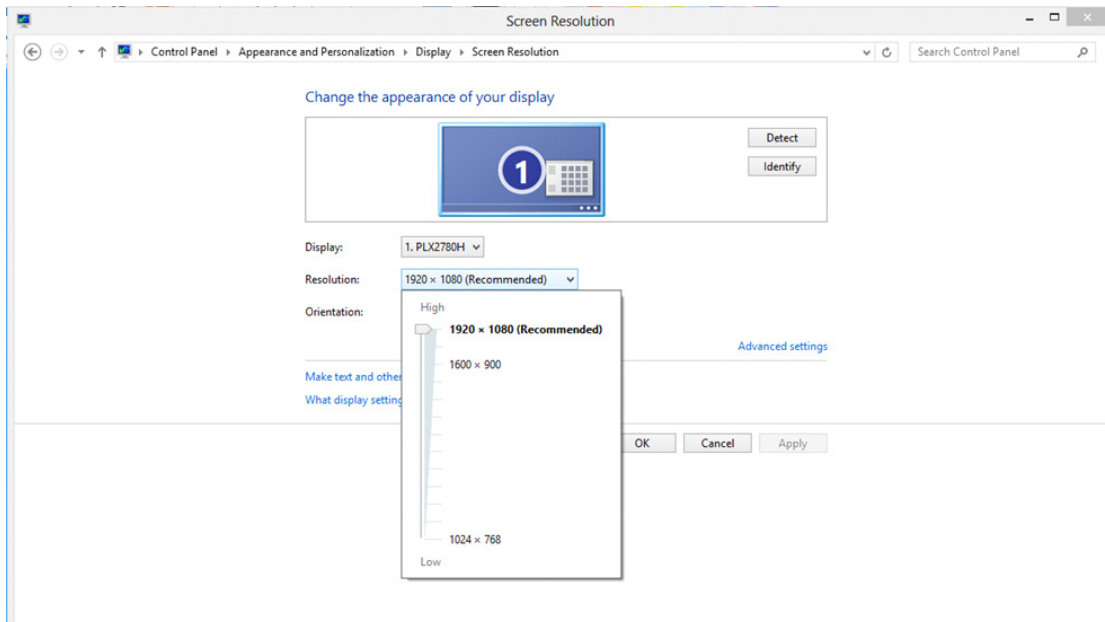 Screen Resolution
Control Panel Appearance and Personalization Display Screen Resolution
Search Control Panel
Change the appearance of your display
1
Detect
Identify
Display: 1. PLX2780H
Resolution: 1920 × 1080 (Recommended)
Orientation:
High
1920 × 1080 (Recommended)
1600 × 900
1024 × 768
Low
Advanced settings
Make text and other
What display setting
OK Cancel Apply